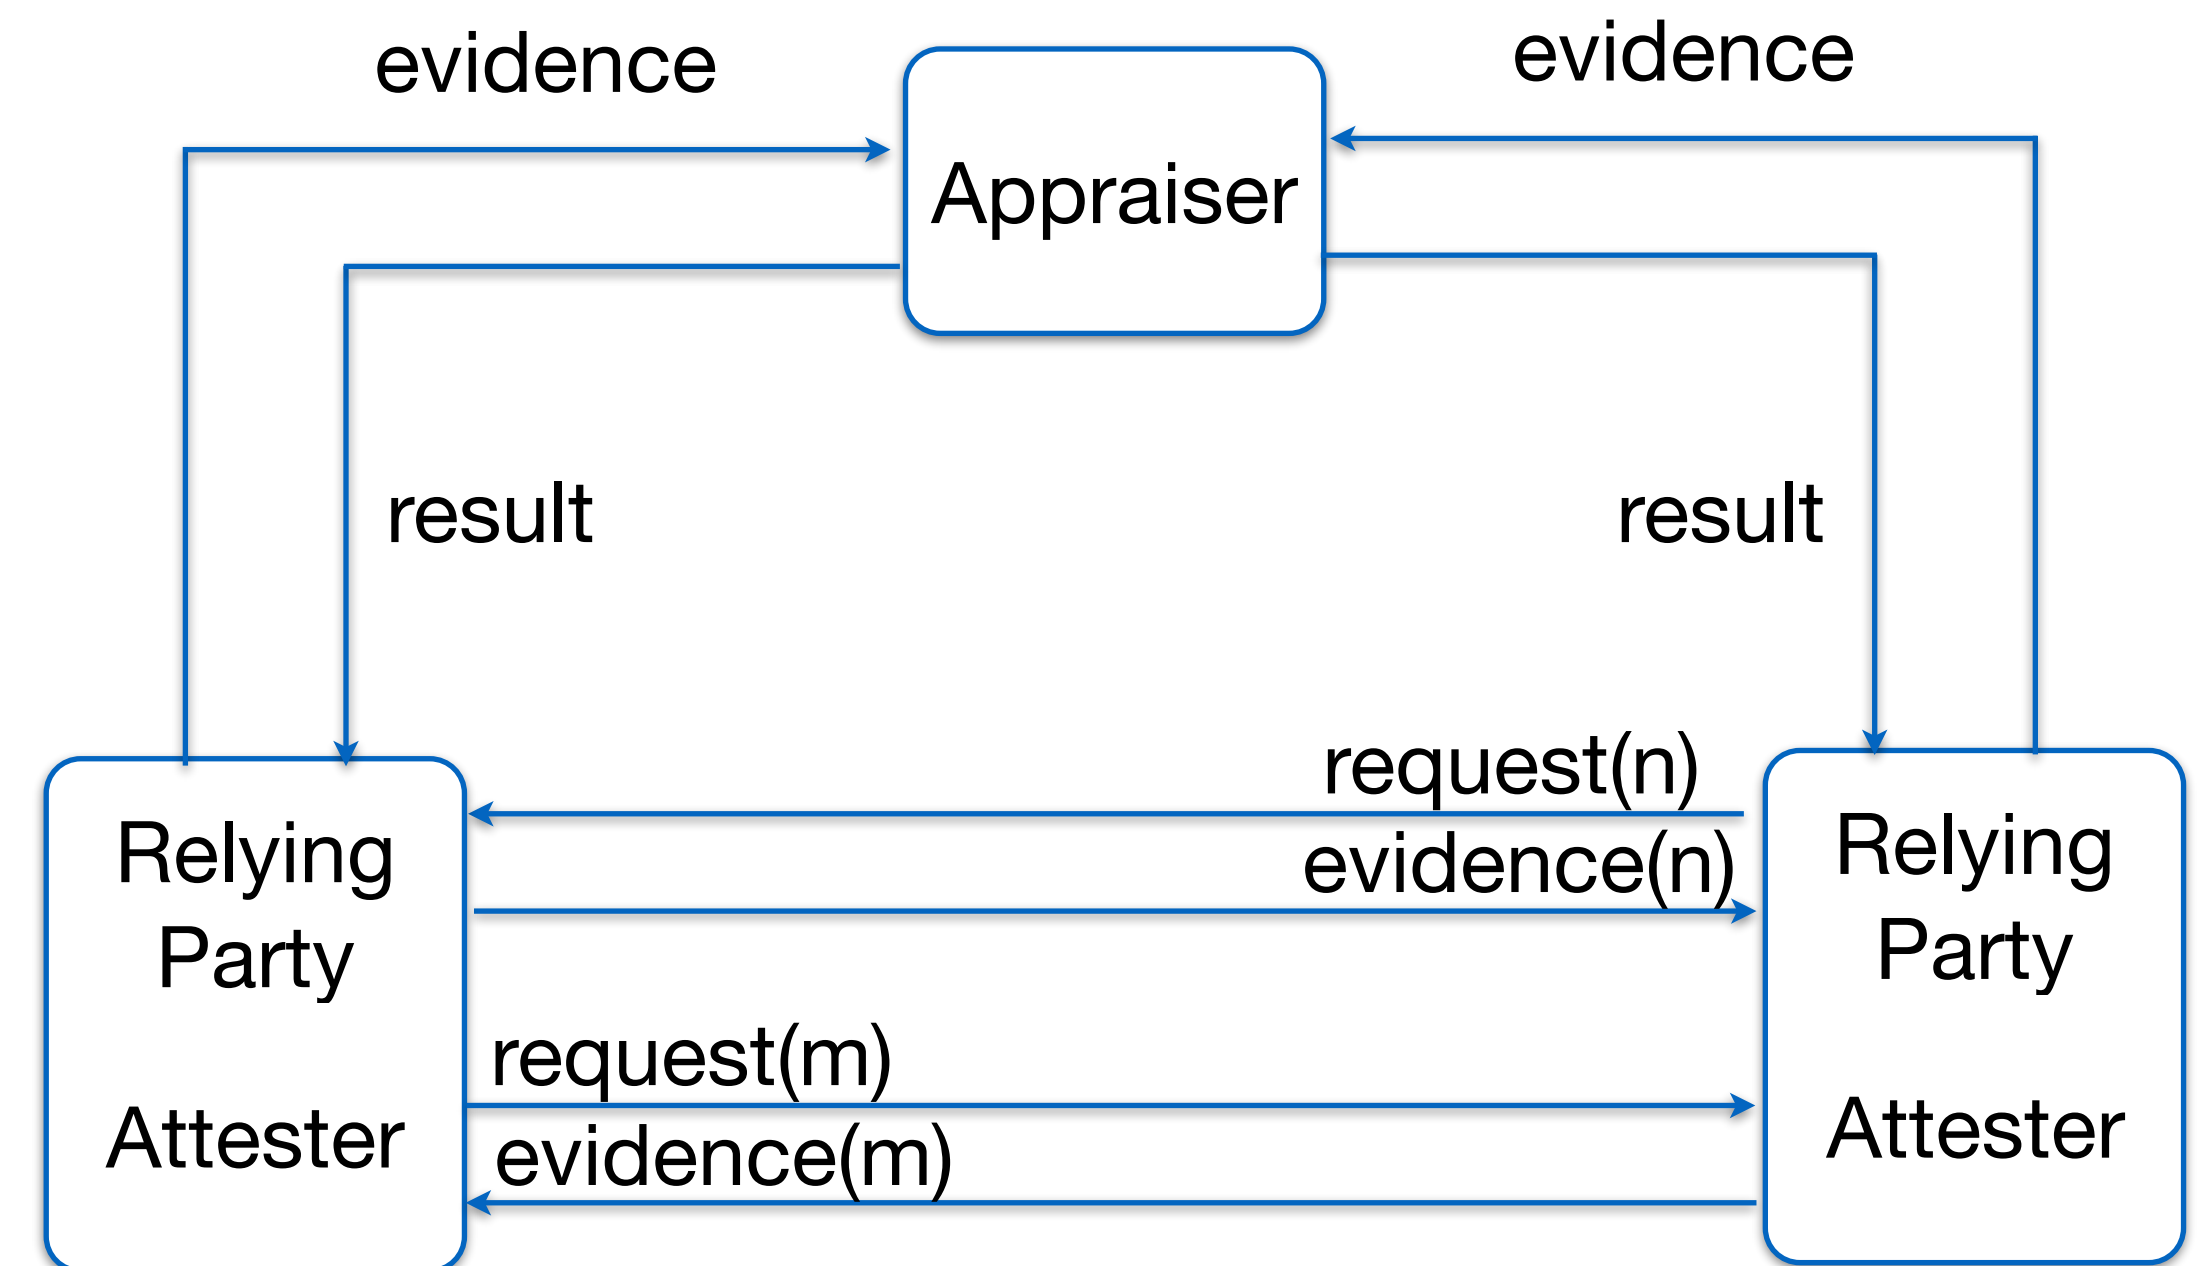 evidence
evidence
Appraiser
result
result
request(n)
evidence(n)
Relying
Party
Attester
request(m)
evidence(m)
Relying
Party
Attester